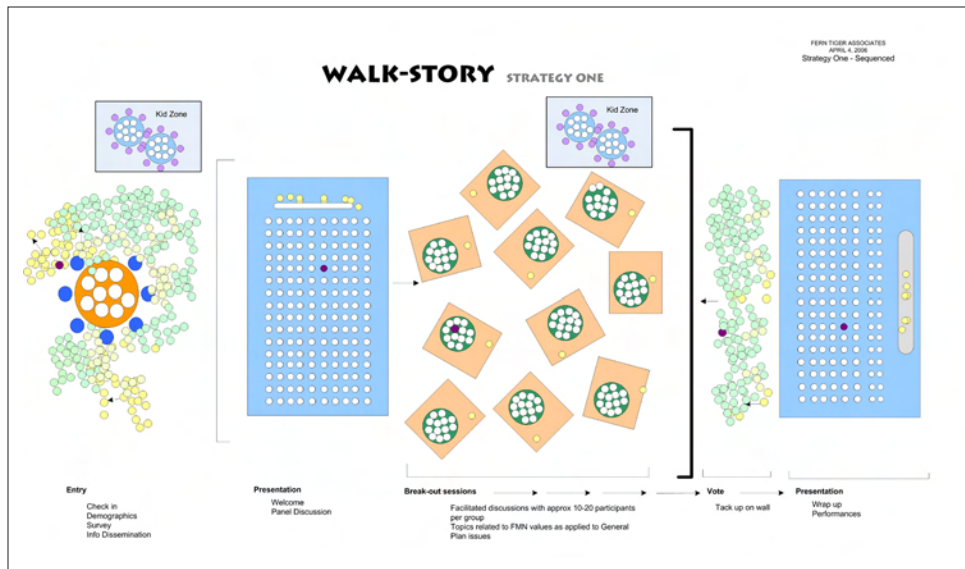 FERN TIGER ASSOCIATES
APRIL 4, 2006
Strategy One - Sequenced
WALK-STORY STRATEGY ONE
Kid Zone
Kid Zone
Entry
Check in
Demographics
Survey
Info Dissemination
Presentation
Welcome
Panel Discussion
Break-out sessions
Facilitated discussions with approx 10-20 participants
per group
Topics related to FMN values as applied to General
Plan issues
Vote
Tack up on wall
Presentation
Wrap up
Performances